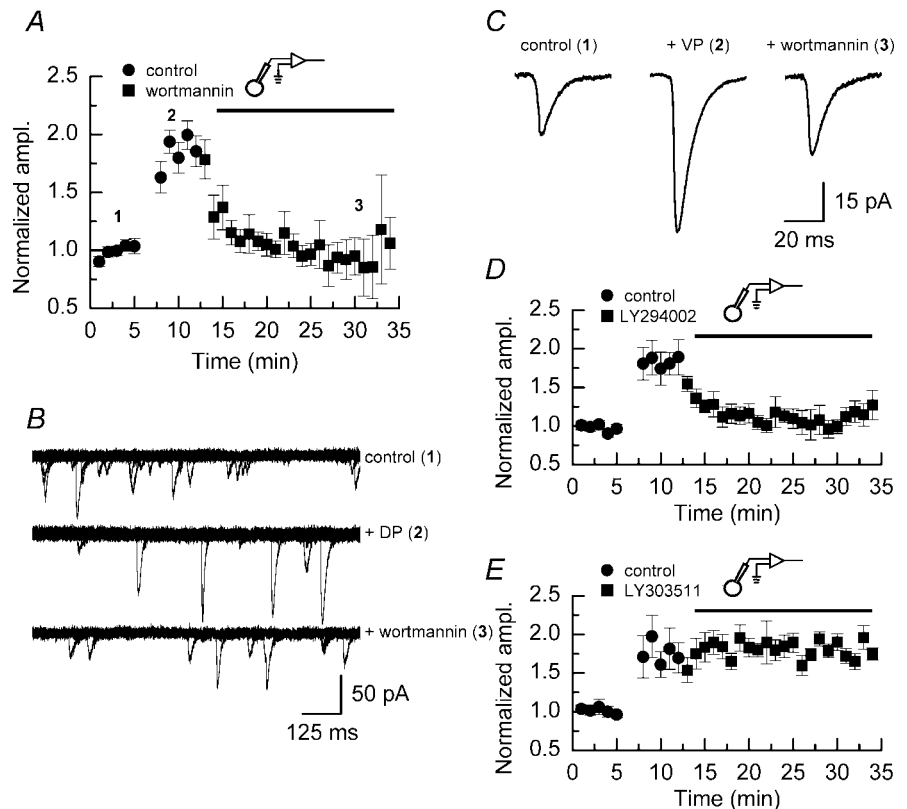 A
control
wortmannin
Normalized ampl.
2.5
2.0
1.5
1.0
0.5
1
2
3
0 5 10 15 20 25 30 35
Time (min)
B
control (1)
+ DP (2)
+ wortmannin (3)
50 pA
125 ms
C
control (1) + VP (2) + wortmannin (3)
15 pA
20 ms
D
control
LY294002
Normalized ampl.
2.5
2.0
1.5
1.0
0.5
0 5 10 15 20 25 30 35
Time (min)
E
control
LY303511
Normalized ampl.
2.5
2.0
1.5
1.0
0.5
0 5 10 15 20 25 30 35
Time (min)